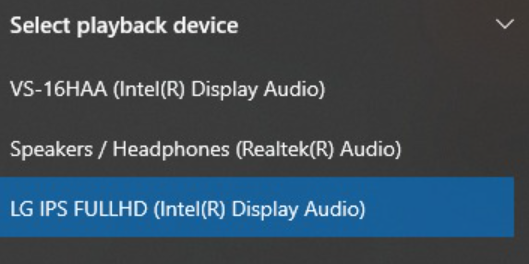 Select playback device
VS-16HAA (Intel(R) Display Audio)
Speakers / Headphones (Realtek(R) Audio)
LG IPS FULLHD (Intel(R) Display Audio)